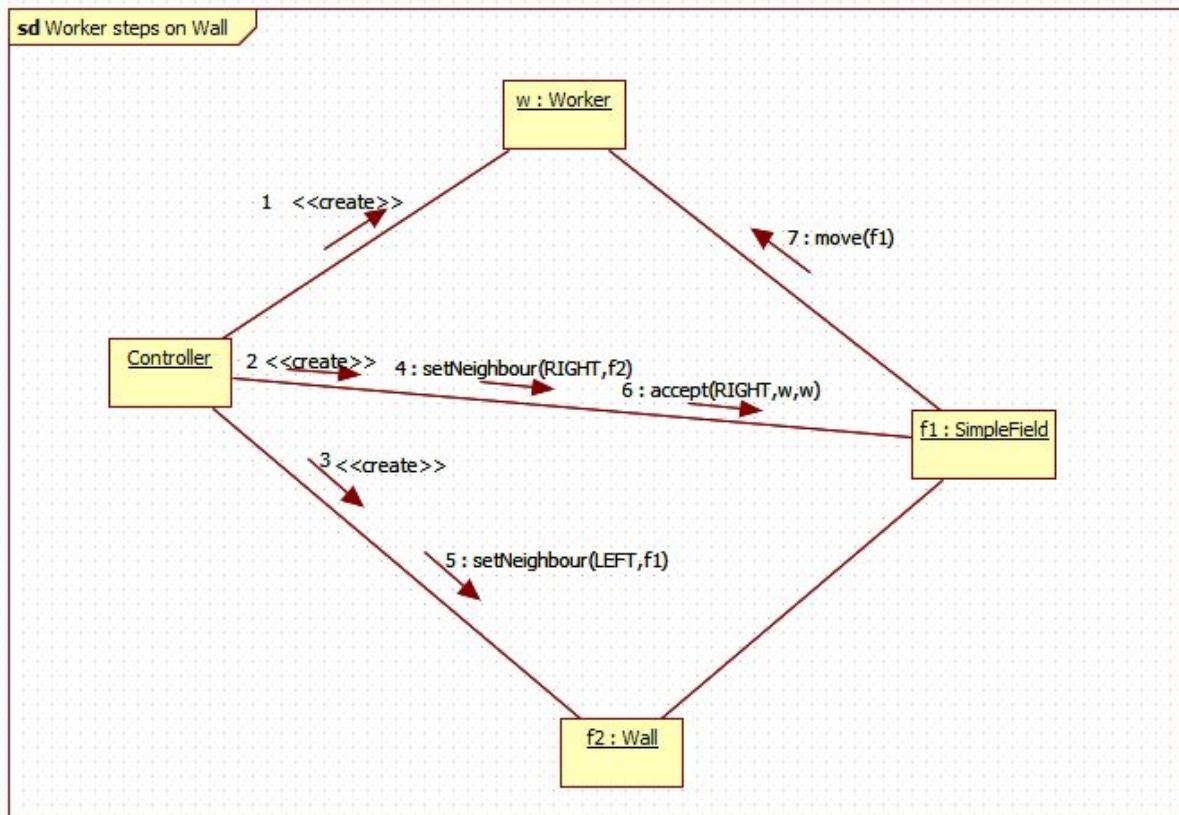 sd Worker steps on Wall
w : Worker
1 <<create>>
7 : move(f1)
Controller
2 <<create>>
4 : setNeighbour(RIGHT,f2)
6 : accept(RIGHT,w,w)
f1 : SimpleField
3 <<create>>
5 : setNeighbour(LEFT,f1)
f2 : Wall